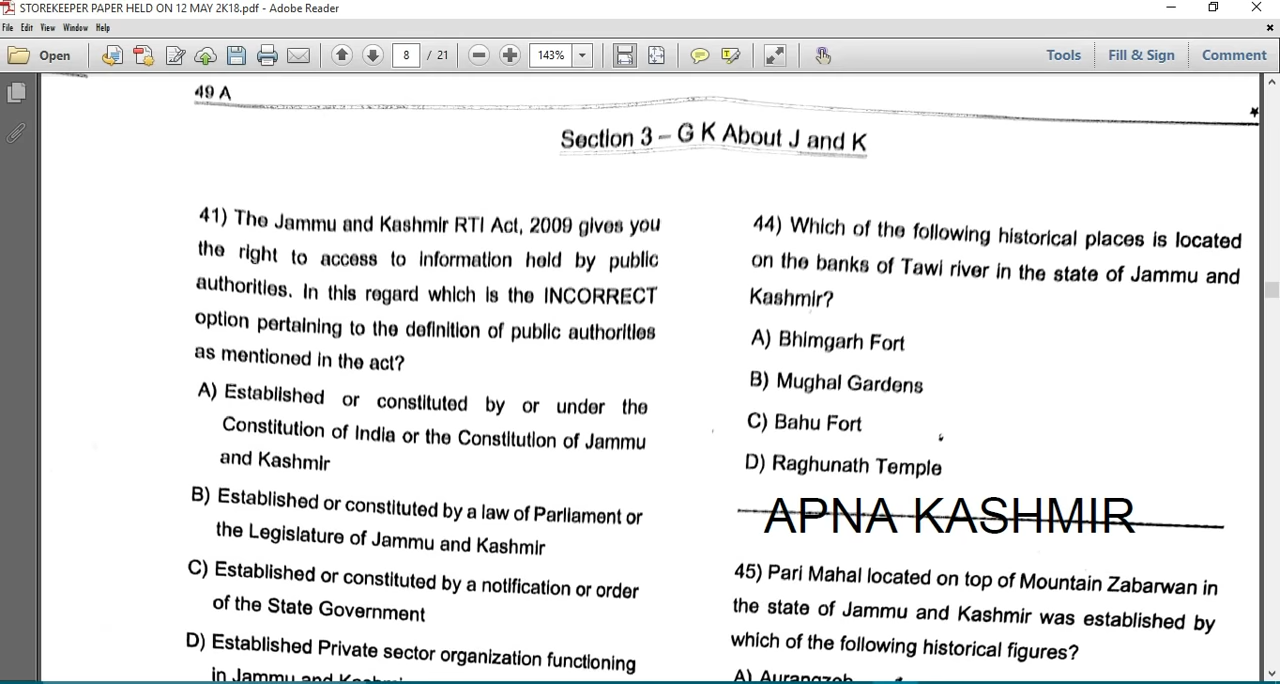 STOREKEEPER PAPER HELD ON 12 MAY 2K18.pdf - Adobe Reader
File Edit View Window Help
Open
8 / 21
143%
Tools
Fill & Sign
Comment
49 A
Section 3 – G K About J and K
41) The Jammu and Kashmir RTI Act, 2009 gives you
the right to access to information held by public
authorities. In this regard which is the INCORRECT
option pertaining to the definition of public authorities
as mentioned in the act?
A) Established or constituted by or under the
Constitution of India or the Constitution of Jammu
and Kashmir
B) Established or constituted by a law of Parliament or
the Legislature of Jammu and Kashmir
C) Established or constituted by a notification or order
of the State Government
D) Established Private sector organization functioning
in Jammu and
44) Which of the following historical places is located
on the banks of Tawi river in the state of Jammu and
Kashmir?
A) Bhimgarh Fort
B) Mughal Gardens
C) Bahu Fort
D) Raghunath Temple
APNA KASHMIR
45) Pari Mahal located on top of Mountain Zabarwan in
the state of Jammu and Kashmir was established by
which of the following historical figures?
A) Aurangzeb